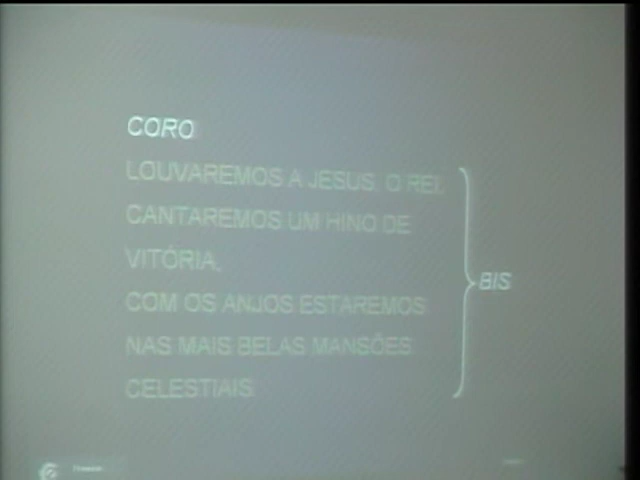 CORO
LOUVAREMOS A JESUS, O REI,
CANTAREMOS UM HINO DE
VITÓRIA,
COM OS ANJOS ESTAREMOS
NAS MAIS BELAS MANSÕES
CELESTIAIS
BIS